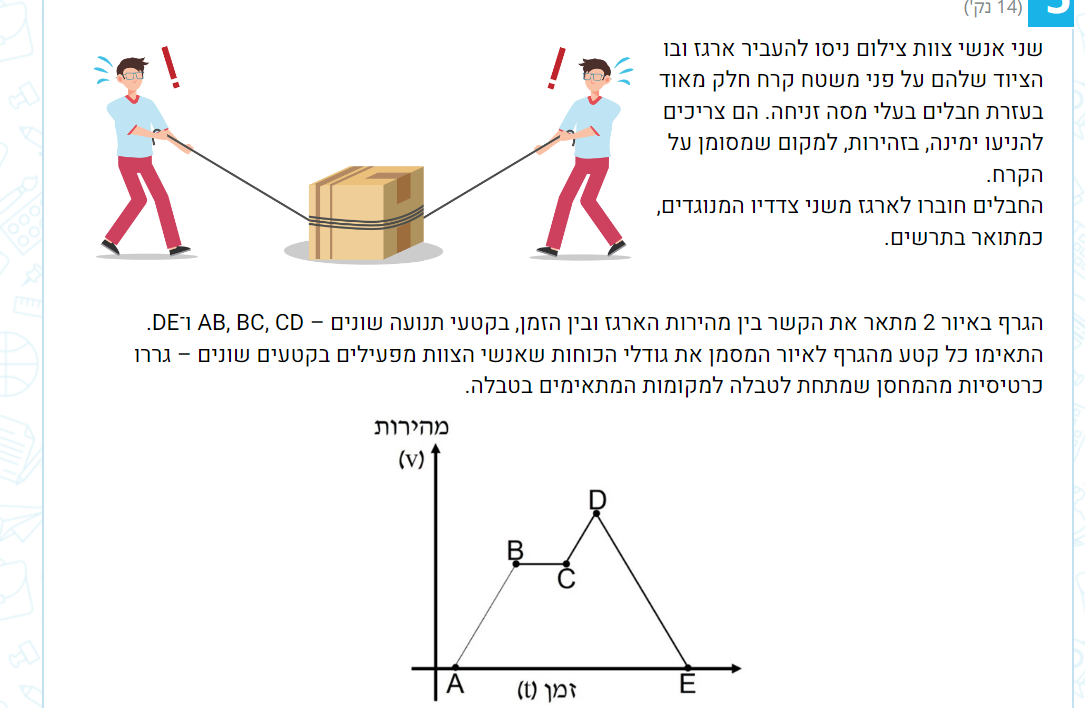 (14 נק')
שני אנשי צוות צילום ניסו להעביר ארגז ובו
הציוד שלהם על פני משטח קרח חלק מאוד
בעזרת חבלים בעלי מסה זניחה. הם צריכים
להניעו ימינה, בזהירות, למקום שמסומן על
הקרח.
החבלים חוברו לארגז משני צדדיו המנוגדים,
כמתואר בתרשים.
הגרף באיור 2 מתאר את הקשר בין מהירות הארגז ובין הזמן, בקטעי תנועה שונים – AB, BC, CD ו־DE.
התאימו כל קטע מהגרף לאיור המסמן את גודלי הכוחות שאנשי הצוות מפעילים בקטעים שונים – גררו
כרטיסיות מהמחסן שמתחת לטבלה למקומות המתאימים בטבלה.
מהירות
(v)
D
B
C
A
זמן (t)
E